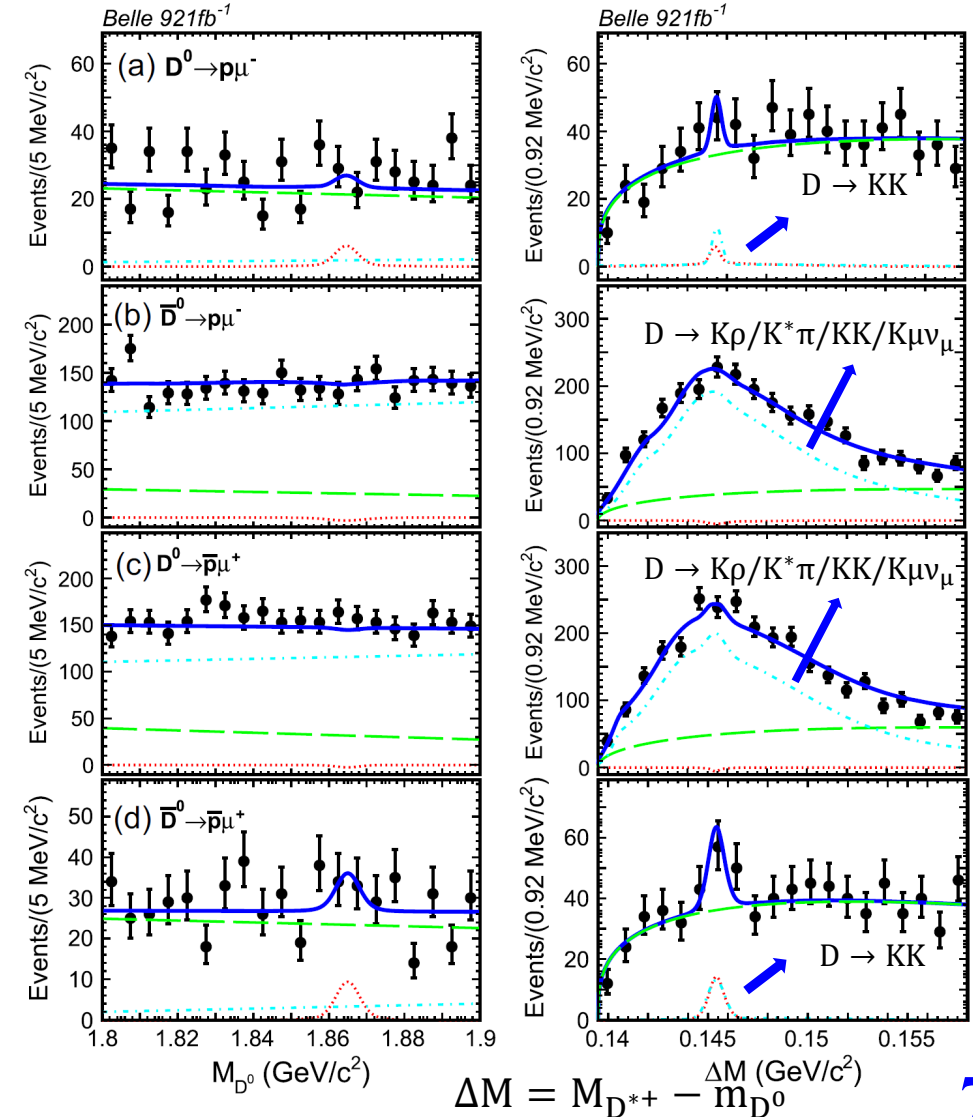 Belle 921fb⁻¹
Belle 921fb⁻¹
(a) D⁰→pμ⁻
Events/(5 MeV/c²)
60
40
20
0
Events/(0.92 MeV/c²)
60
40
20
0
D → KK
(b) D̅⁰→pμ⁻
Events/(5 MeV/c²)
200
150
100
50
0
Events/(0.92 MeV/c²)
300
200
100
0
D → Kρ/K*π/KK/Kμν_μ
(c) D⁰→p̅μ⁺
Events/(5 MeV/c²)
200
150
100
50
0
Events/(0.92 MeV/c²)
300
200
100
0
D → Kρ/K*π/KK/Kμν_μ
(d) D̅⁰→p̅μ⁺
Events/(5 MeV/c²)
50
40
30
20
10
0
Events/(0.92 MeV/c²)
60
40
20
0
D → KK
1.8 1.82 1.84 1.86 1.88 1.9
M_D⁰ (GeV/c²)
0.14 0.145 0.15 0.155
ΔM (GeV/c²)
ΔM = M_D*⁺ − m_D⁰